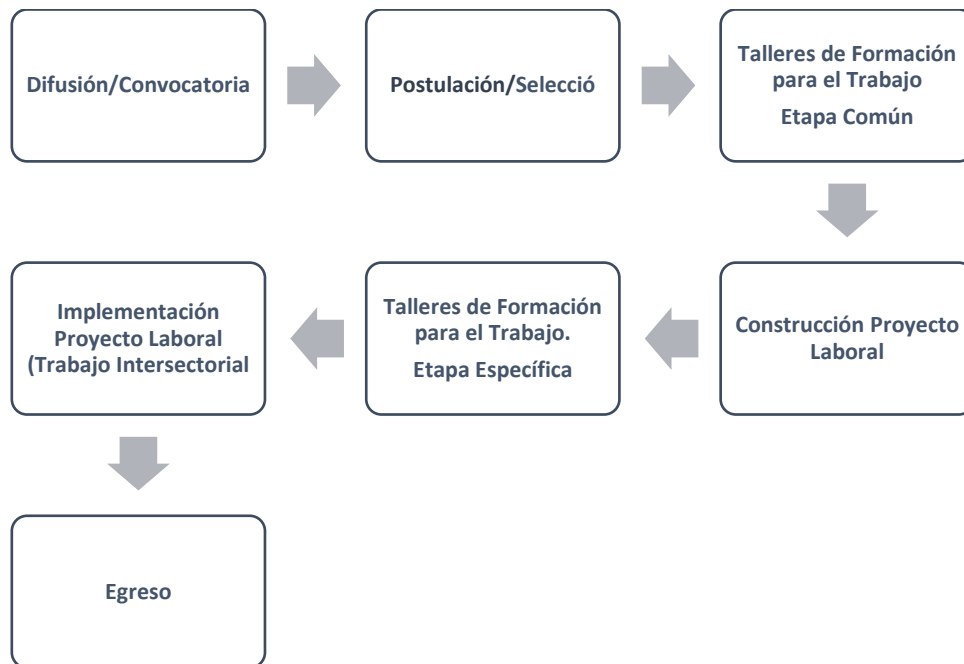 Difusión/Convocatoria
Postulación/Selecció
Talleres de Formación
para el Trabajo
Etapa Común
Construcción Proyecto
Laboral
Talleres de Formación
para el Trabajo.
Etapa Específica
Implementación
Proyecto Laboral
(Trabajo Intersectorial
Egreso